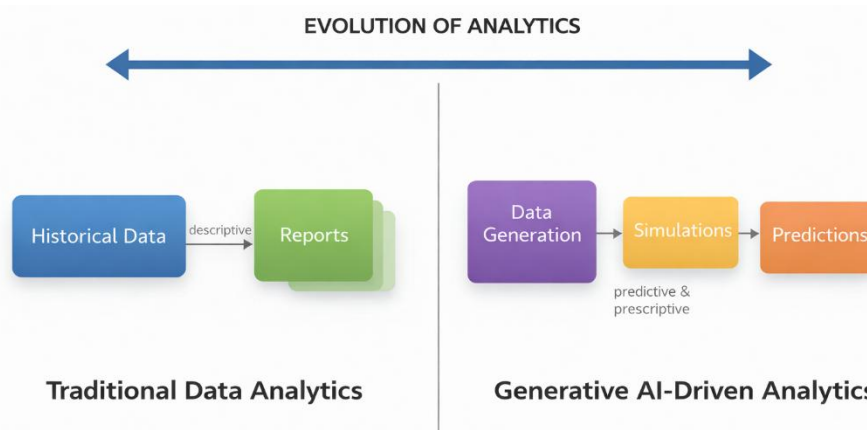 EVOLUTION OF ANALYTICS
Historical Data
descriptive
Reports
Data
Generation
Simulations
Predictions
predictive &
prescriptive
Traditional Data Analytics
Generative AI-Driven Analytics